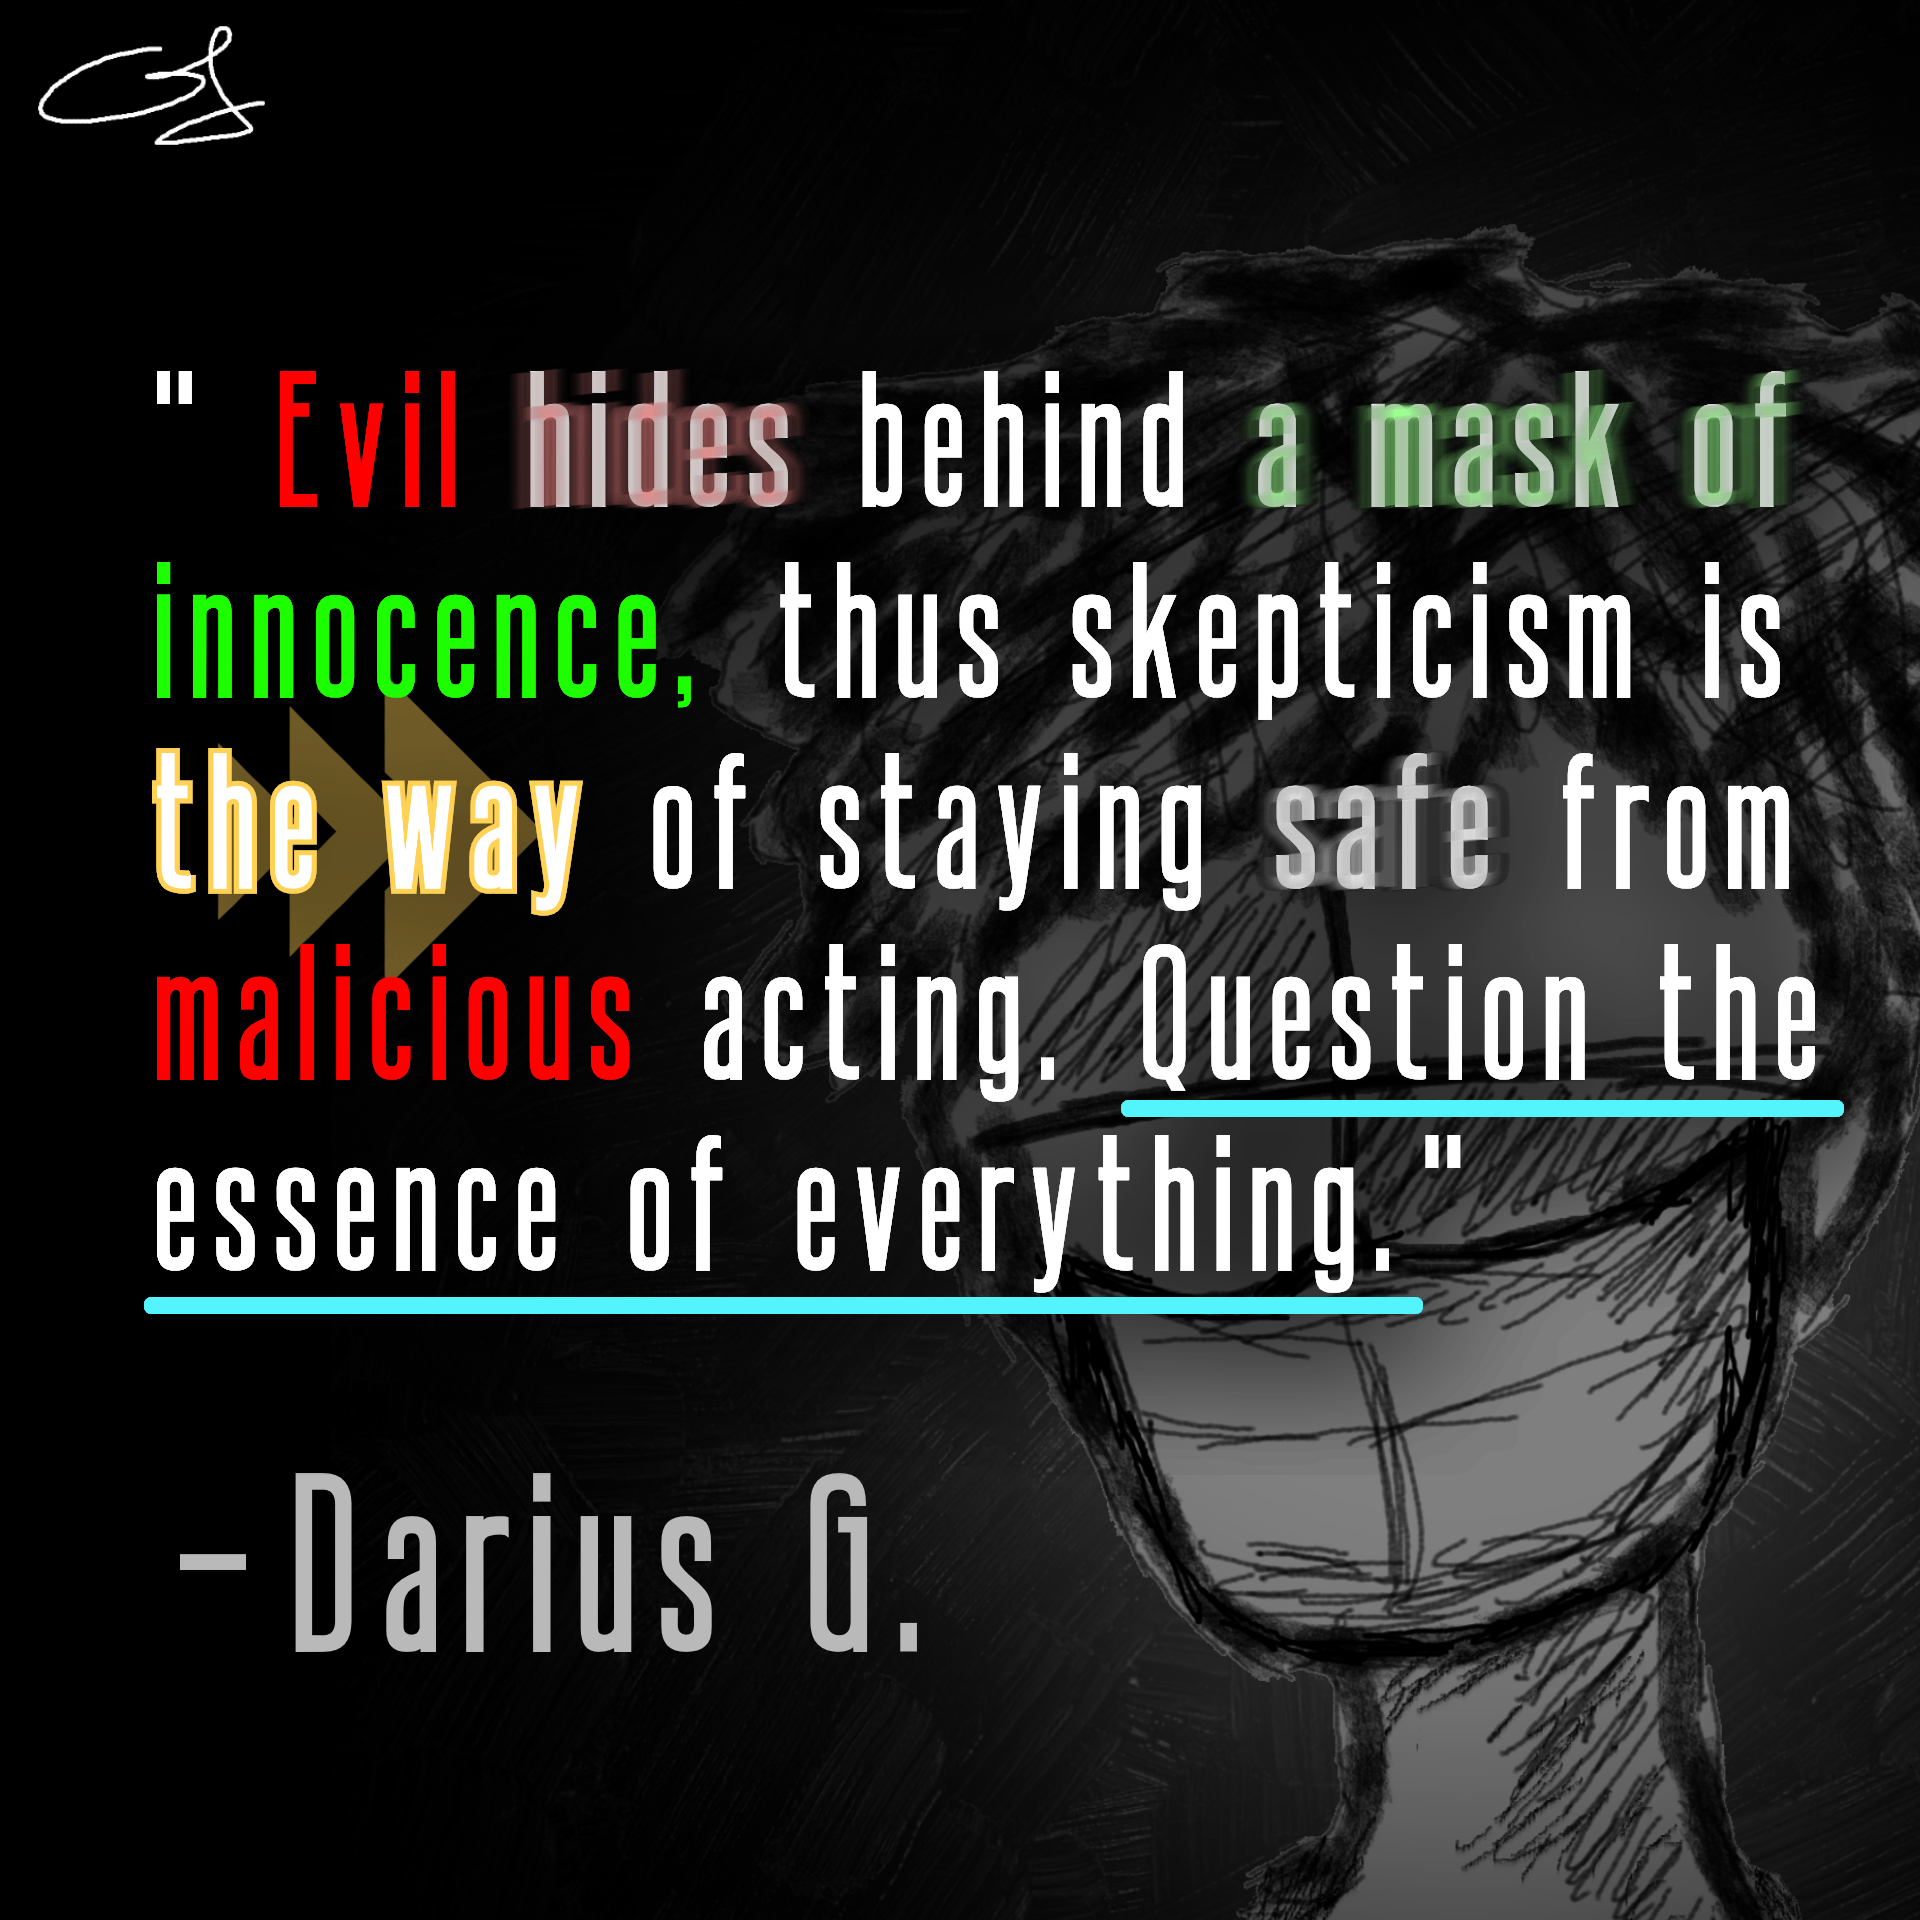 " Evil hides behind a mask of
innocence, thus skepticism is
the way of staying safe from
malicious acting. Question the
essence of everything."
– Darius G.